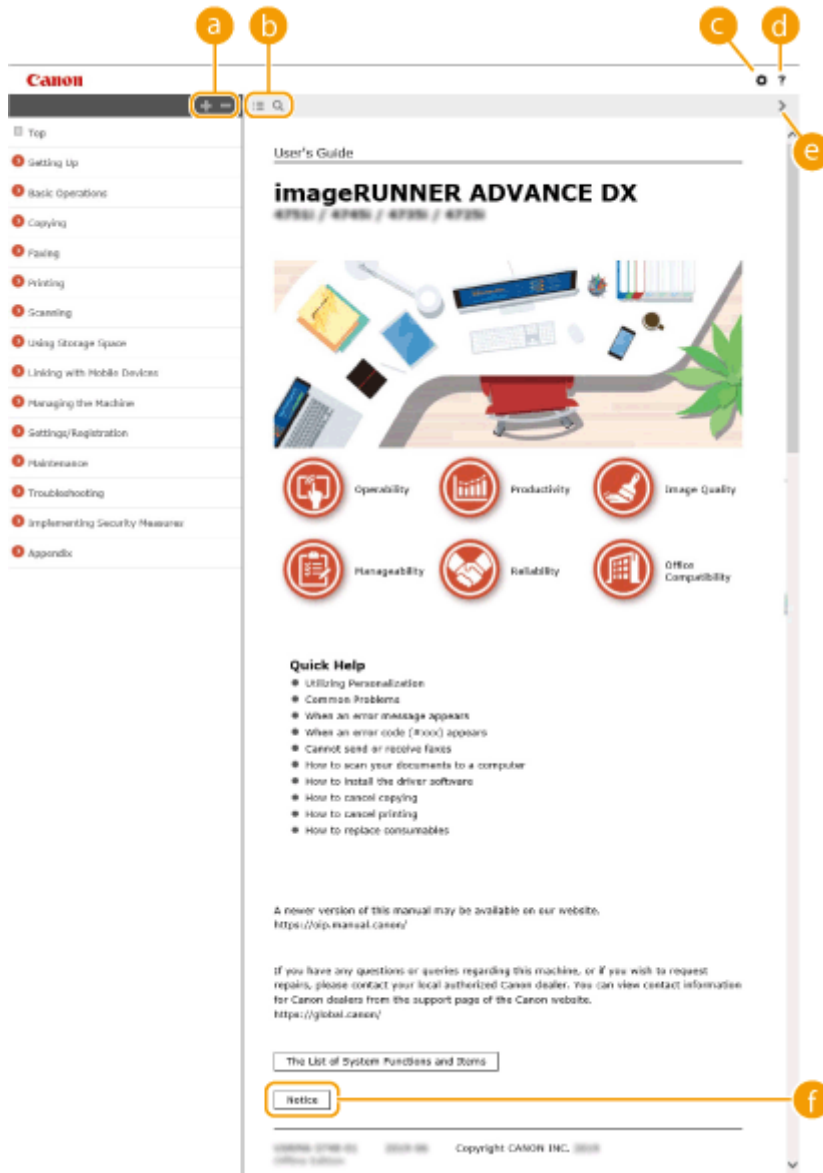 a
b
c
d
Canon
+ −
?
e
Top
Setting Up
Basic Operations
Copying
Faxing
Printing
Scanning
Using Storage Space
Linking with Mobile Devices
Managing the Machine
Settings/Registration
Maintenance
Troubleshooting
Implementing Security Measures
Appendix
User's Guide
imageRUNNER ADVANCE DX
4751i / 4745i / 4735i / 4725i
Operability
Productivity
Image Quality
Manageability
Reliability
Office
Compatibility
Quick Help
Utilizing Personalization
Common Problems
When an error message appears
When an error code (#xxx) appears
Cannot send or receive faxes
How to scan your documents to a computer
How to install the driver software
How to cancel copying
How to cancel printing
How to replace consumables
A newer version of this manual may be available on our website.
https://oip.manual.canon/
If you have any questions or queries regarding this machine, or if you wish to request
repairs, please contact your local authorized Canon dealer. You can view contact information
for Canon dealers from the support page of the Canon website.
https://global.canon/
The List of System Functions and Items
Notice
f
Copyright CANON INC.